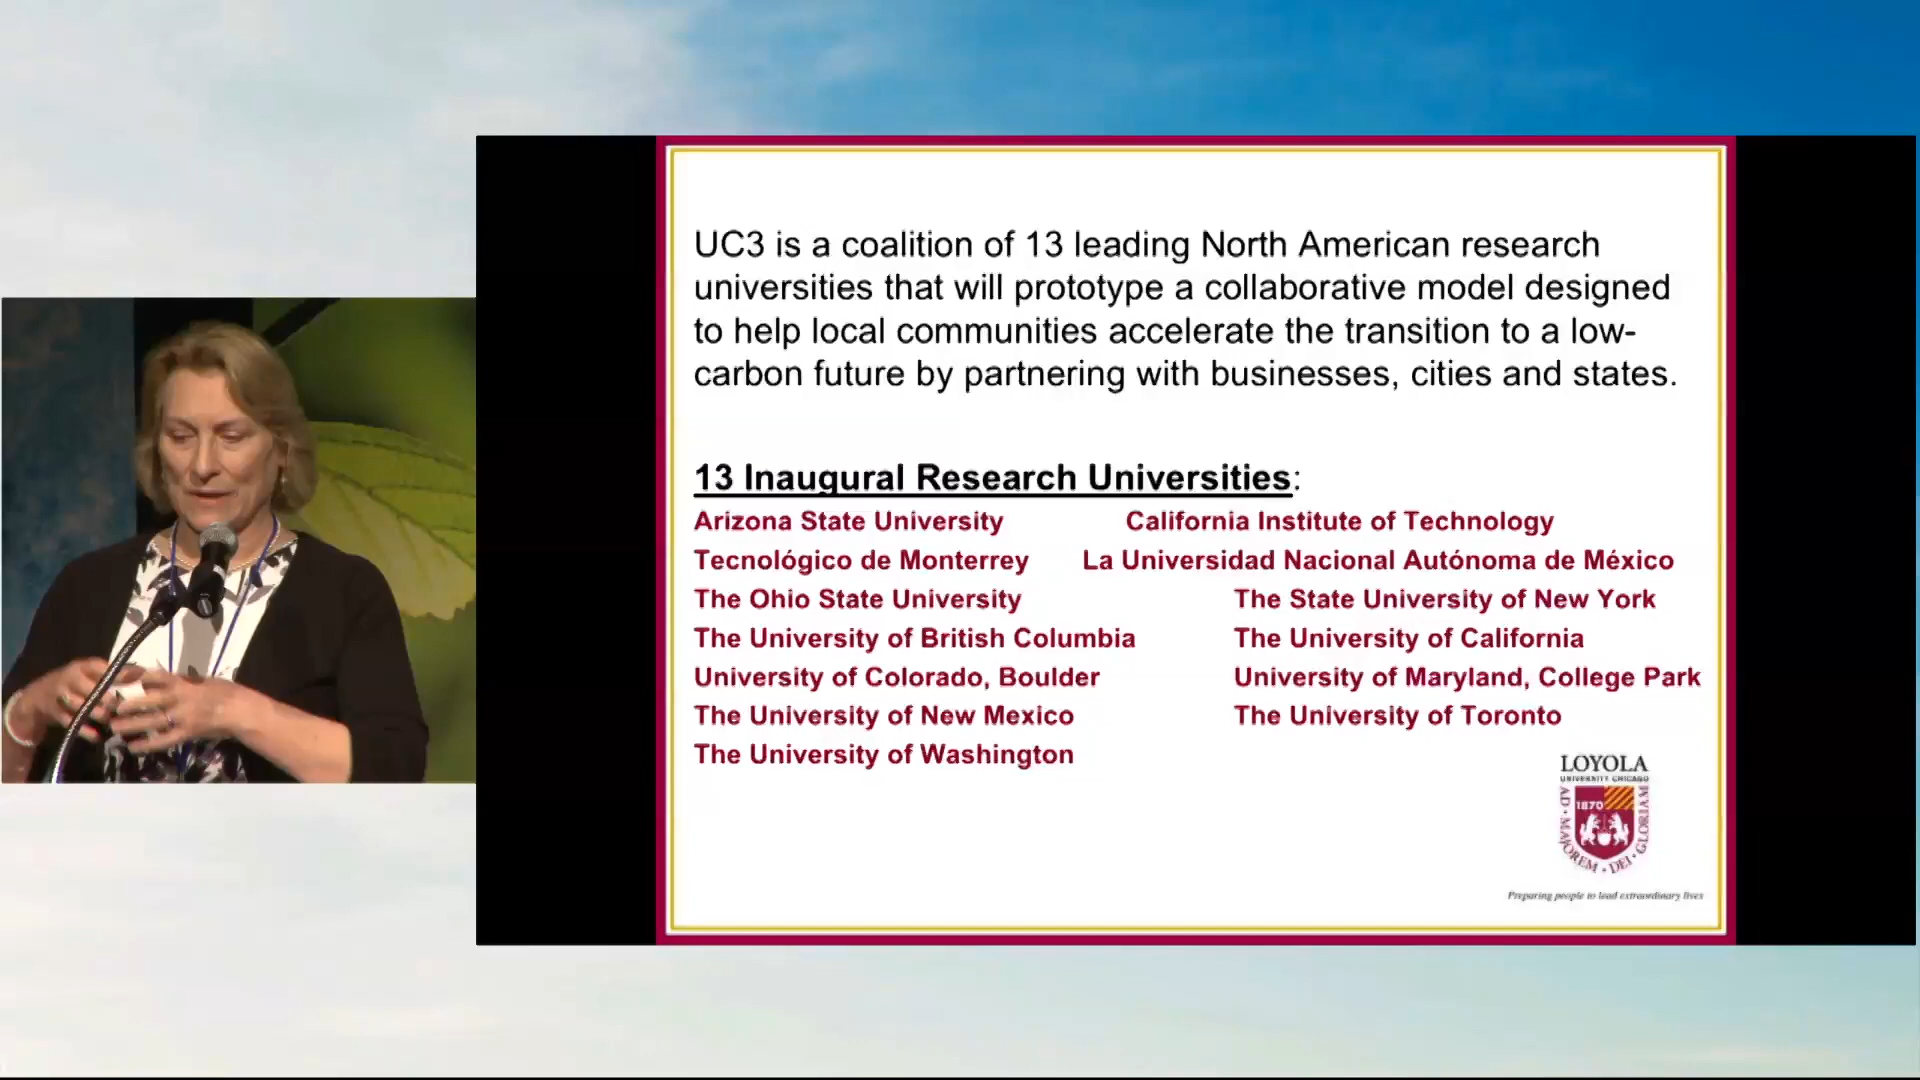 UC3 is a coalition of 13 leading North American research
universities that will prototype a collaborative model designed
to help local communities accelerate the transition to a low-
carbon future by partnering with businesses, cities and states.
13 Inaugural Research Universities:
Arizona State University California Institute of Technology
Tecnológico de Monterrey La Universidad Nacional Autónoma de México
The Ohio State University The State University of New York
The University of British Columbia The University of California
University of Colorado, Boulder University of Maryland, College Park
The University of New Mexico The University of Toronto
The University of Washington
LOYOLA
UNIVERSITY CHICAGO
1870
AD • MAJOREM • DEI • GLORIAM
Preparing people to lead extraordinary lives